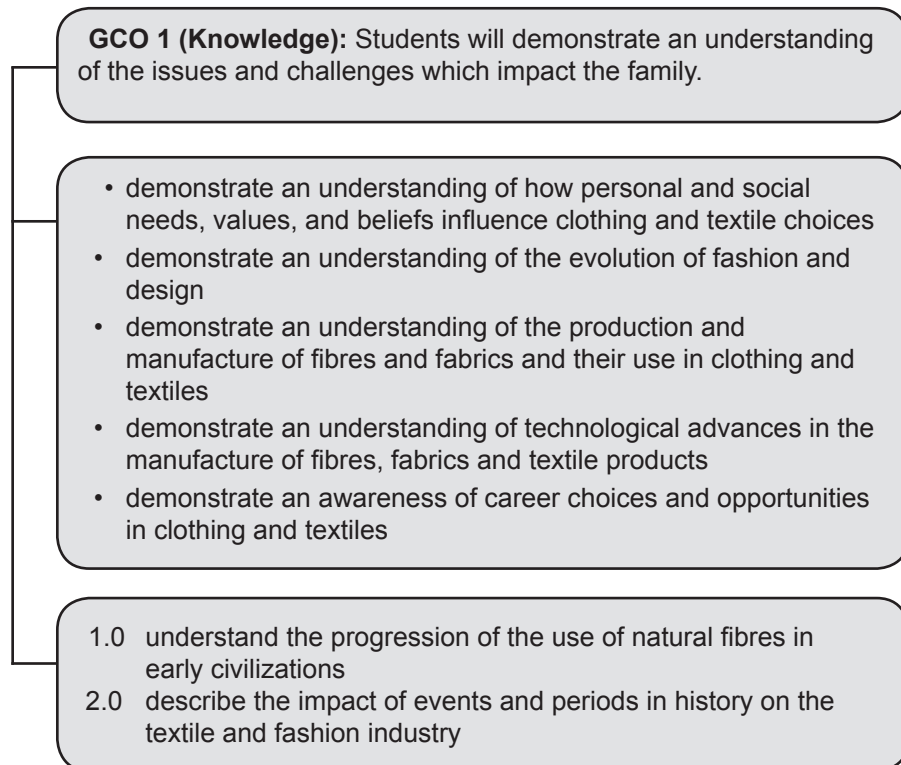 GCO 1 (Knowledge): Students will demonstrate an understanding
of the issues and challenges which impact the family.
• demonstrate an understanding of how personal and social
needs, values, and beliefs influence clothing and textile choices
• demonstrate an understanding of the evolution of fashion and
design
• demonstrate an understanding of the production and
manufacture of fibres and fabrics and their use in clothing and
textiles
• demonstrate an understanding of technological advances in the
manufacture of fibres, fabrics and textile products
• demonstrate an awareness of career choices and opportunities
in clothing and textiles
1.0 understand the progression of the use of natural fibres in
early civilizations
2.0 describe the impact of events and periods in history on the
textile and fashion industry